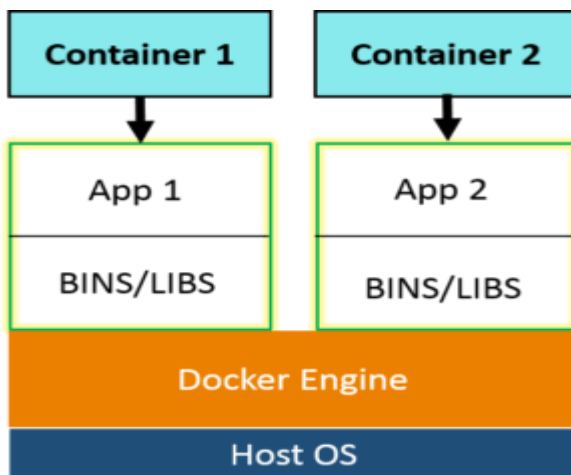 Container 1
Container 2
App 1
App 2
BINS/LIBS
BINS/LIBS
Docker Engine
Host OS